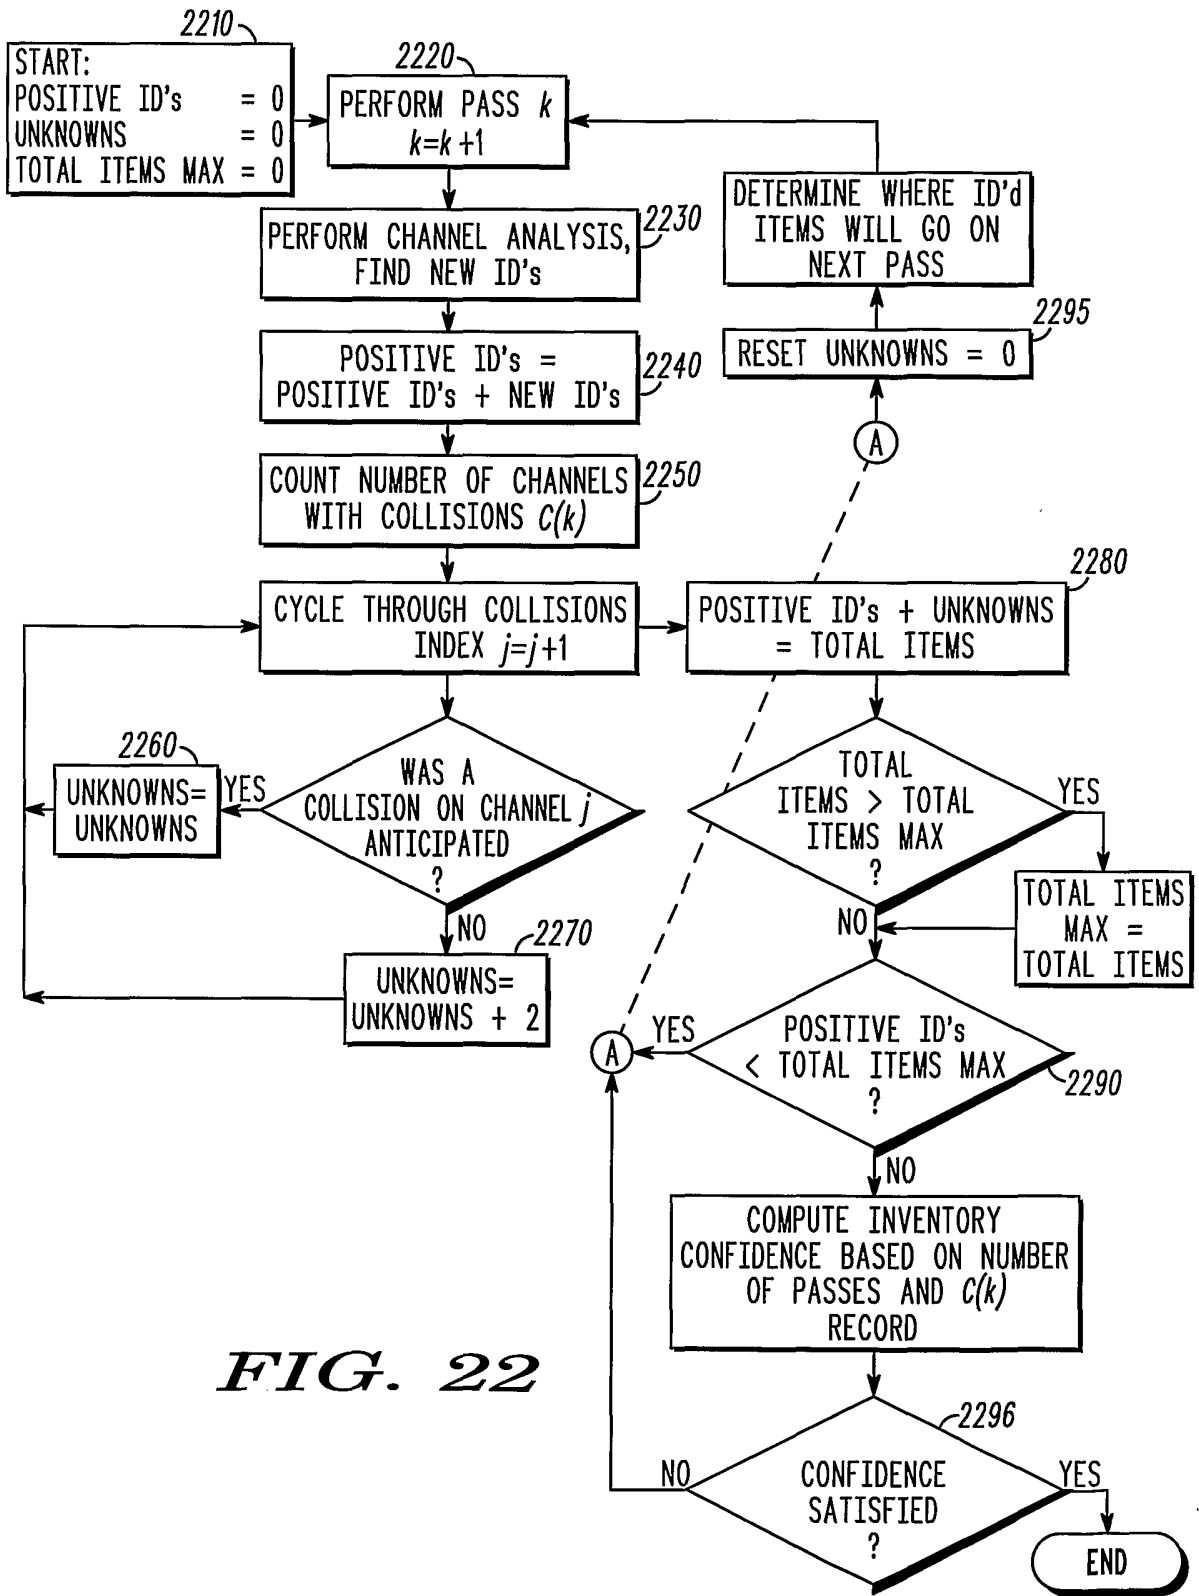 2210
START:
POSITIVE ID's = 0
UNKNOWNS = 0
TOTAL ITEMS MAX = 0
2220
PERFORM PASS k
k=k+1
2230
PERFORM CHANNEL ANALYSIS,
FIND NEW ID's
2240
POSITIVE ID's =
POSITIVE ID's + NEW ID's
2250
COUNT NUMBER OF CHANNELS
WITH COLLISIONS C(k)
CYCLE THROUGH COLLISIONS
INDEX j=j+1
WAS A
COLLISION ON CHANNEL j
ANTICIPATED
?
YES
2260
UNKNOWNS=
UNKNOWNS
NO
2270
UNKNOWNS=
UNKNOWNS + 2
DETERMINE WHERE ID'd
ITEMS WILL GO ON
NEXT PASS
2295
RESET UNKNOWNS = 0
A
2280
POSITIVE ID's + UNKNOWNS
= TOTAL ITEMS
TOTAL
ITEMS > TOTAL
ITEMS MAX
?
YES
TOTAL ITEMS
MAX =
TOTAL ITEMS
NO
POSITIVE ID's
< TOTAL ITEMS MAX
?
2290
YES
A
NO
COMPUTE INVENTORY
CONFIDENCE BASED ON NUMBER
OF PASSES AND C(k)
RECORD
2296
CONFIDENCE
SATISFIED
?
NO
YES
END
FIG. 22